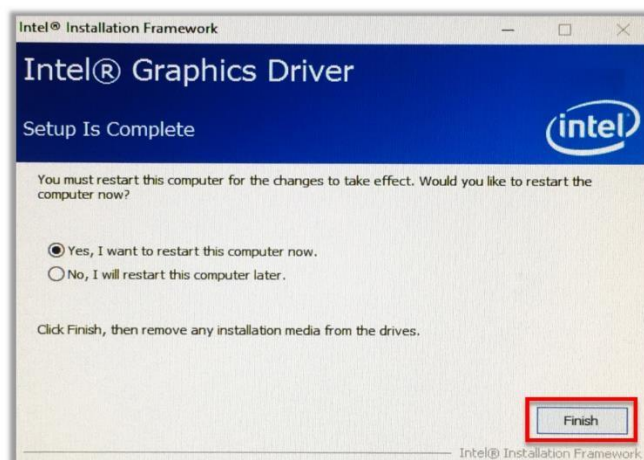 Intel® Installation Framework
Intel® Graphics Driver
Setup Is Complete
intel
You must restart this computer for the changes to take effect. Would you like to restart the
computer now?
Yes, I want to restart this computer now.
No, I will restart this computer later.
Click Finish, then remove any installation media from the drives.
Finish
Intel® Installation Framework